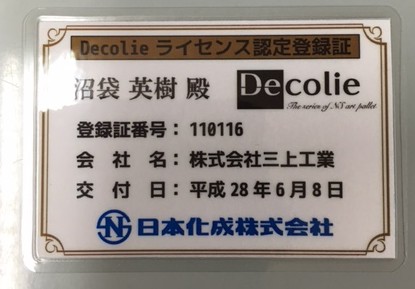 Decolie ライセンス認定登録証
沼袋 英樹 殿
Decolie
The series of NS art pallet
登録証番号：110116
会社名：株式会社三上工業
交付日：平成28年6月8日
NS 日本化成株式会社